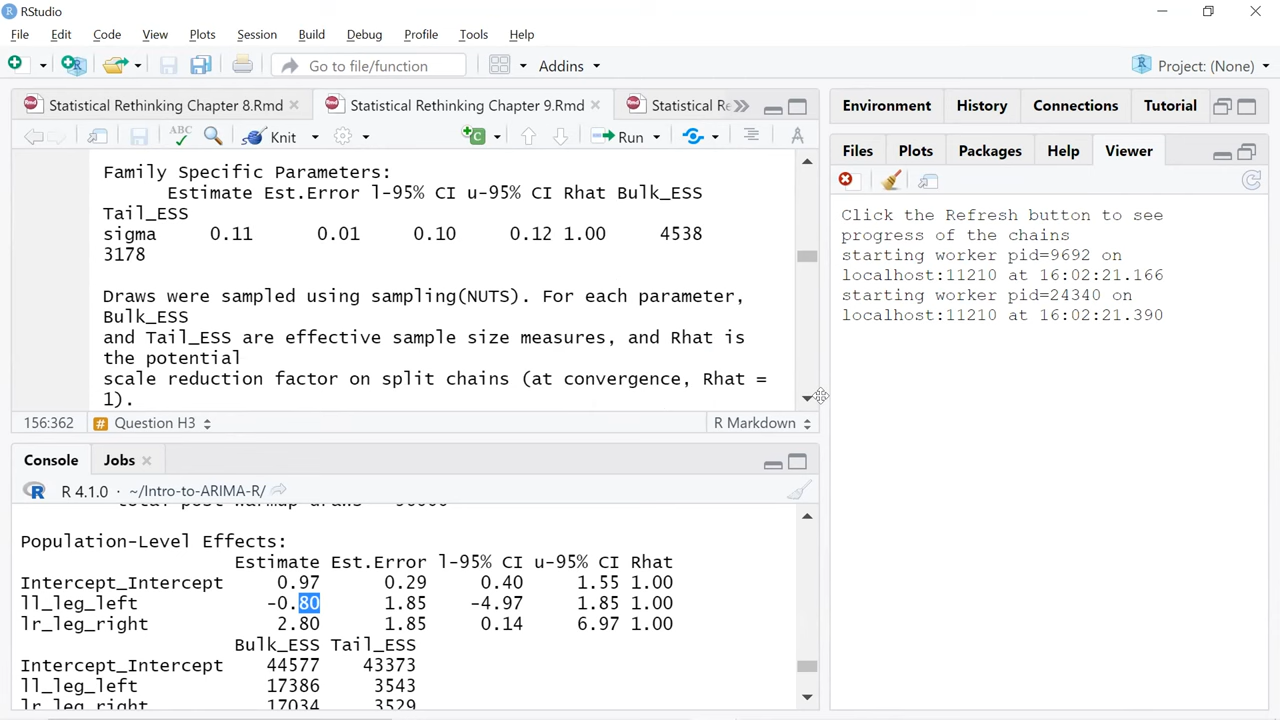 RStudio
File Edit Code View Plots Session Build Debug Profile Tools Help
Go to file/function Addins Project: (None)
Statistical Rethinking Chapter 8.Rmd Statistical Rethinking Chapter 9.Rmd Statistical Re
ABC Knit Run
Family Specific Parameters:
Estimate Est.Error l-95% CI u-95% CI Rhat Bulk_ESS
Tail_ESS
sigma 0.11 0.01 0.10 0.12 1.00 4538
3178
Draws were sampled using sampling(NUTS). For each parameter,
Bulk_ESS
and Tail_ESS are effective sample size measures, and Rhat is
the potential
scale reduction factor on split chains (at convergence, Rhat =
1).
156:362 # Question H3 R Markdown
Console Jobs
R 4.1.0 · ~/Intro-to-ARIMA-R/
Population-Level Effects:
Estimate Est.Error l-95% CI u-95% CI Rhat
Intercept_Intercept 0.97 0.29 0.40 1.55 1.00
ll_leg_left -0.80 1.85 -4.97 1.85 1.00
lr_leg_right 2.80 1.85 0.14 6.97 1.00
Bulk_ESS Tail_ESS
Intercept_Intercept 44577 43373
ll_leg_left 17386 3543
lr_leg_right 17034 3529
Environment History Connections Tutorial
Files Plots Packages Help Viewer
Click the Refresh button to see
progress of the chains
starting worker pid=9692 on
localhost:11210 at 16:02:21.166
starting worker pid=24340 on
localhost:11210 at 16:02:21.390